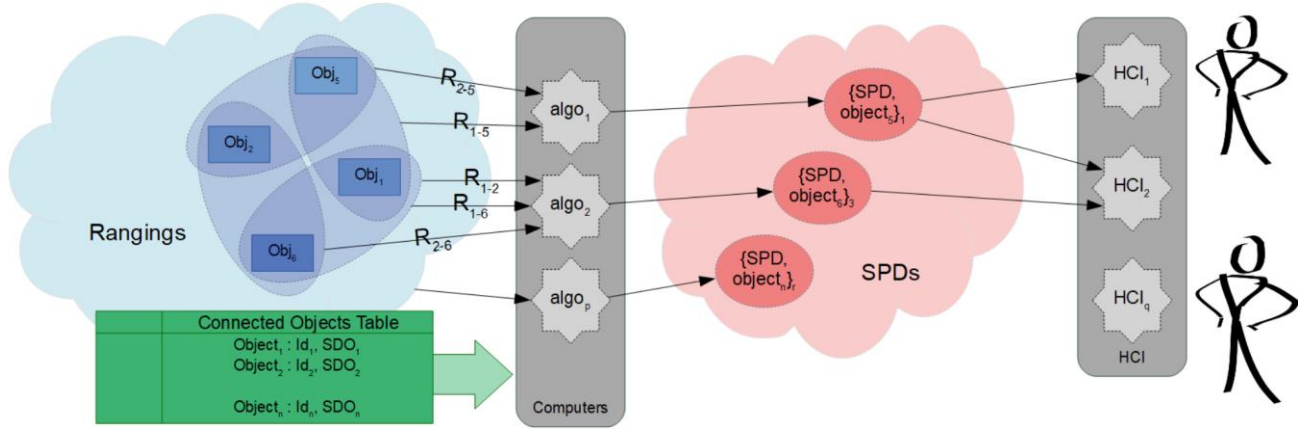 Obj₅
Obj₂
Obj₁
Obj₆
Rangings
R₂₋₅
R₁₋₅
R₁₋₂
R₁₋₆
R₂₋₆
Connected Objects Table
Object₁ : Id₁, SDO₁
Object₂ : Id₂, SDO₂
Objectₙ : Idₙ, SDOₙ
algo₁
algo₂
algoₚ
Computers
{SPD,
object₅}₁
{SPD,
object₆}₃
{SPD,
objectₙ}ᵣ
SPDs
HCI₁
HCI₂
HCI_q
HCI